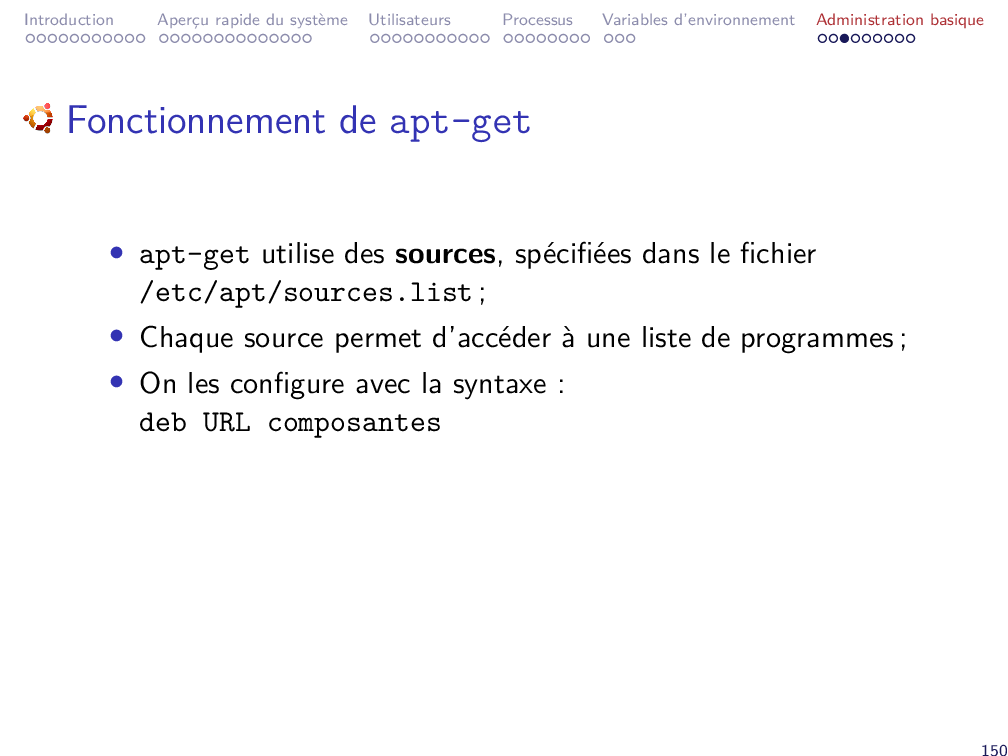 Introduction Aperçu rapide du système Utilisateurs Processus Variables d'environnement Administration basique
Fonctionnement de apt-get
• apt-get utilise des sources, spécifiées dans le fichier
/etc/apt/sources.list ;
• Chaque source permet d'accéder à une liste de programmes ;
• On les configure avec la syntaxe :
deb URL composantes
150